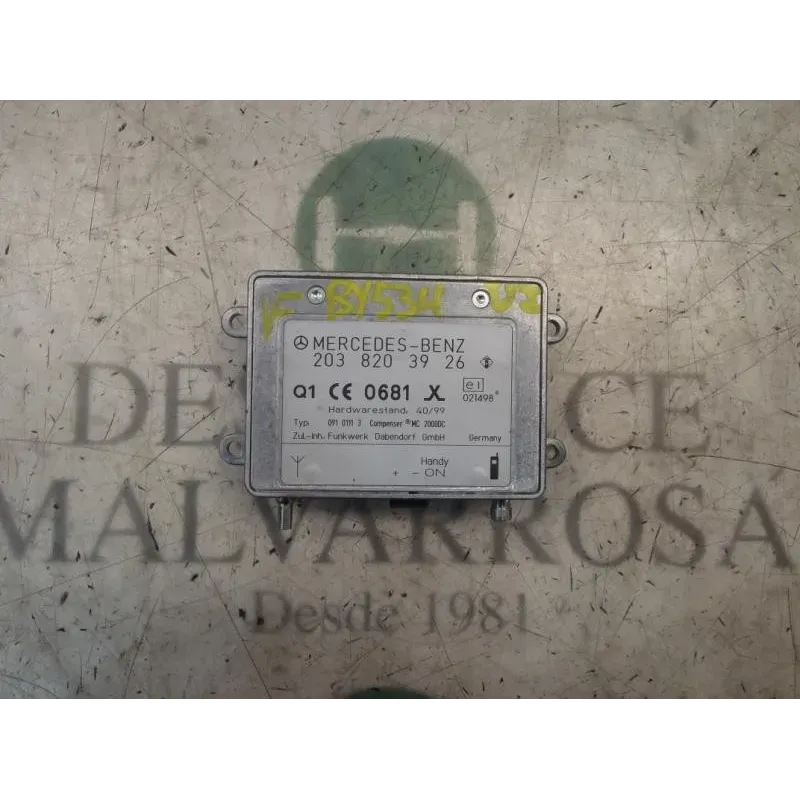 BY534 V2
MERCEDES-BENZ
203 820 39 26
Q1 CE 0681 X e1
021498
Hardwarestand: 40/99
Typ: 091 0111 3 Compenser ® MC 2000DC
Zul.-Inh. Funkwerk Dabendorf GmbH Germany
Handy
+ - ON
MALVARROSA
Desde 1981